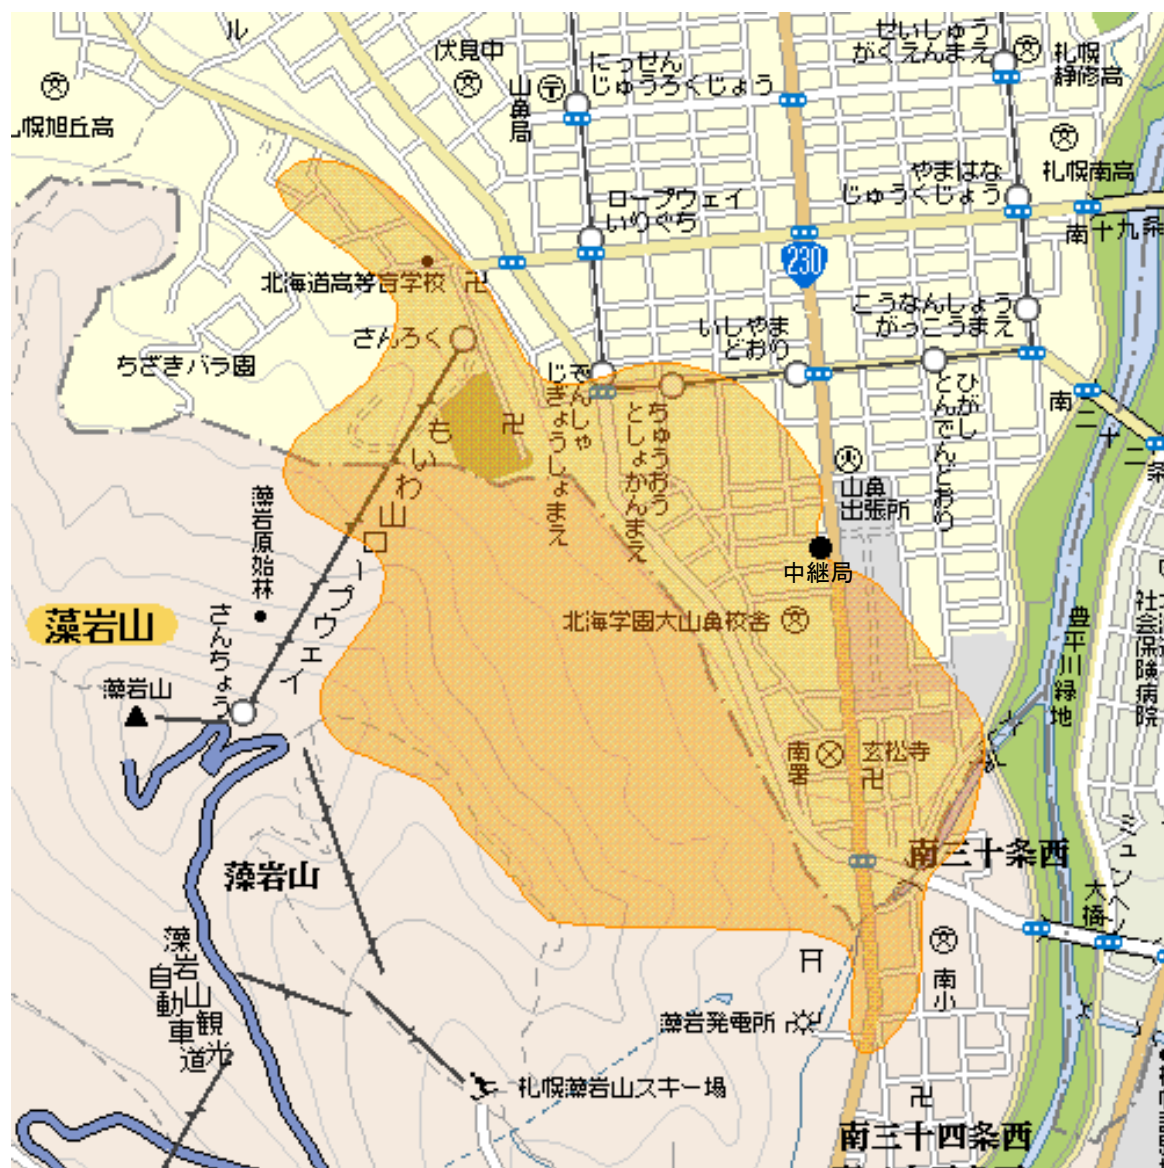 ル
伏見中
札幌旭丘高
山鼻局
にっせん
じゅうろくじょう
せいしゅう
がくえんまえ
札幌
静修高
札幌南高
やまはな
じゅうくじょう
ロープウェイ
いりぐち
南十九条
230
北海道高等盲学校
さんろく
ちざきバラ園
いしやま
どおり
こうなんしょう
がっこうまえ
でんしゃ
じぎょうしょまえ
ちゅうおう
としょかんまえ
ひがし
とんでんどおり
南二十二条
山鼻
出張所
もいわ山ロープウェイ
藻岩原始林
中継局
北海学園大山鼻校舎
藻岩山
さんちょう
藻岩山
豊平川緑地
社会保険病院
南署
玄松寺
南三十条西
ミュンヘン
大橋
藻岩山
藻岩山
自動車
観光
道
南小
藻岩発電所
札幌藻岩山スキー場
南三十四条西